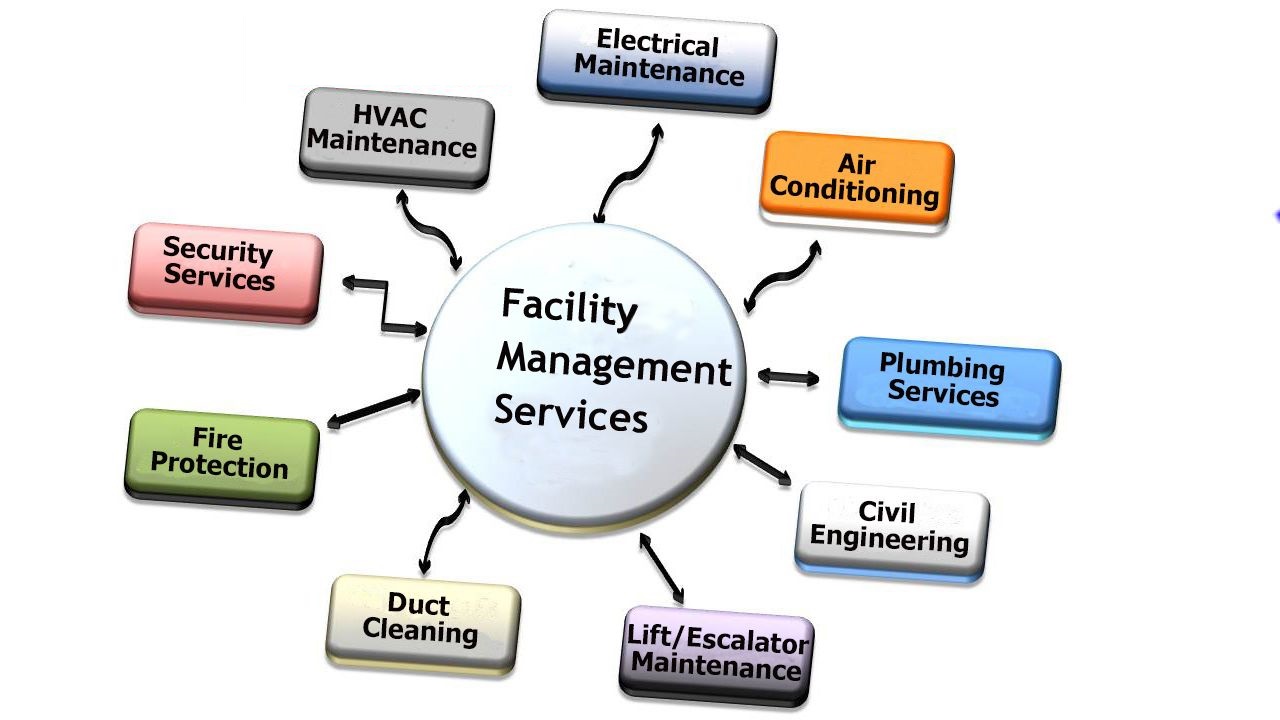 Electrical
Maintenance
HVAC
Maintenance
Air
Conditioning
Security
Services
Facility
Management
Services
Plumbing
Services
Fire
Protection
Civil
Engineering
Duct
Cleaning
Lift/Escalator
Maintenance